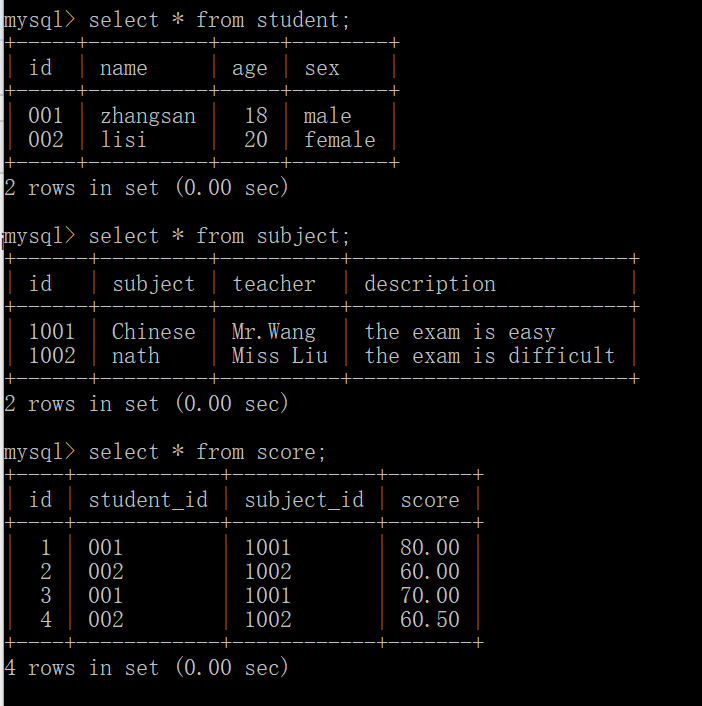 mysql> select * from student;
+-----+----------+-----+--------+
| id  | name     | age | sex    |
+-----+----------+-----+--------+
| 001 | zhangsan |  18 | male   |
| 002 | lisi     |  20 | female |
+-----+----------+-----+--------+
2 rows in set (0.00 sec)
mysql> select * from subject;
+------+---------+----------+-----------------------+
| id   | subject | teacher  | description           |
+------+---------+----------+-----------------------+
| 1001 | Chinese | Mr.Wang  | the exam is easy      |
| 1002 | nath    | Miss Liu | the exam is difficult |
+------+---------+----------+-----------------------+
2 rows in set (0.00 sec)
mysql> select * from score;
+----+------------+------------+-------+
| id | student_id | subject_id | score |
+----+------------+------------+-------+
|  1 | 001        | 1001       | 80.00 |
|  2 | 002        | 1002       | 60.00 |
|  3 | 001        | 1001       | 70.00 |
|  4 | 002        | 1002       | 60.50 |
+----+------------+------------+-------+
4 rows in set (0.00 sec)